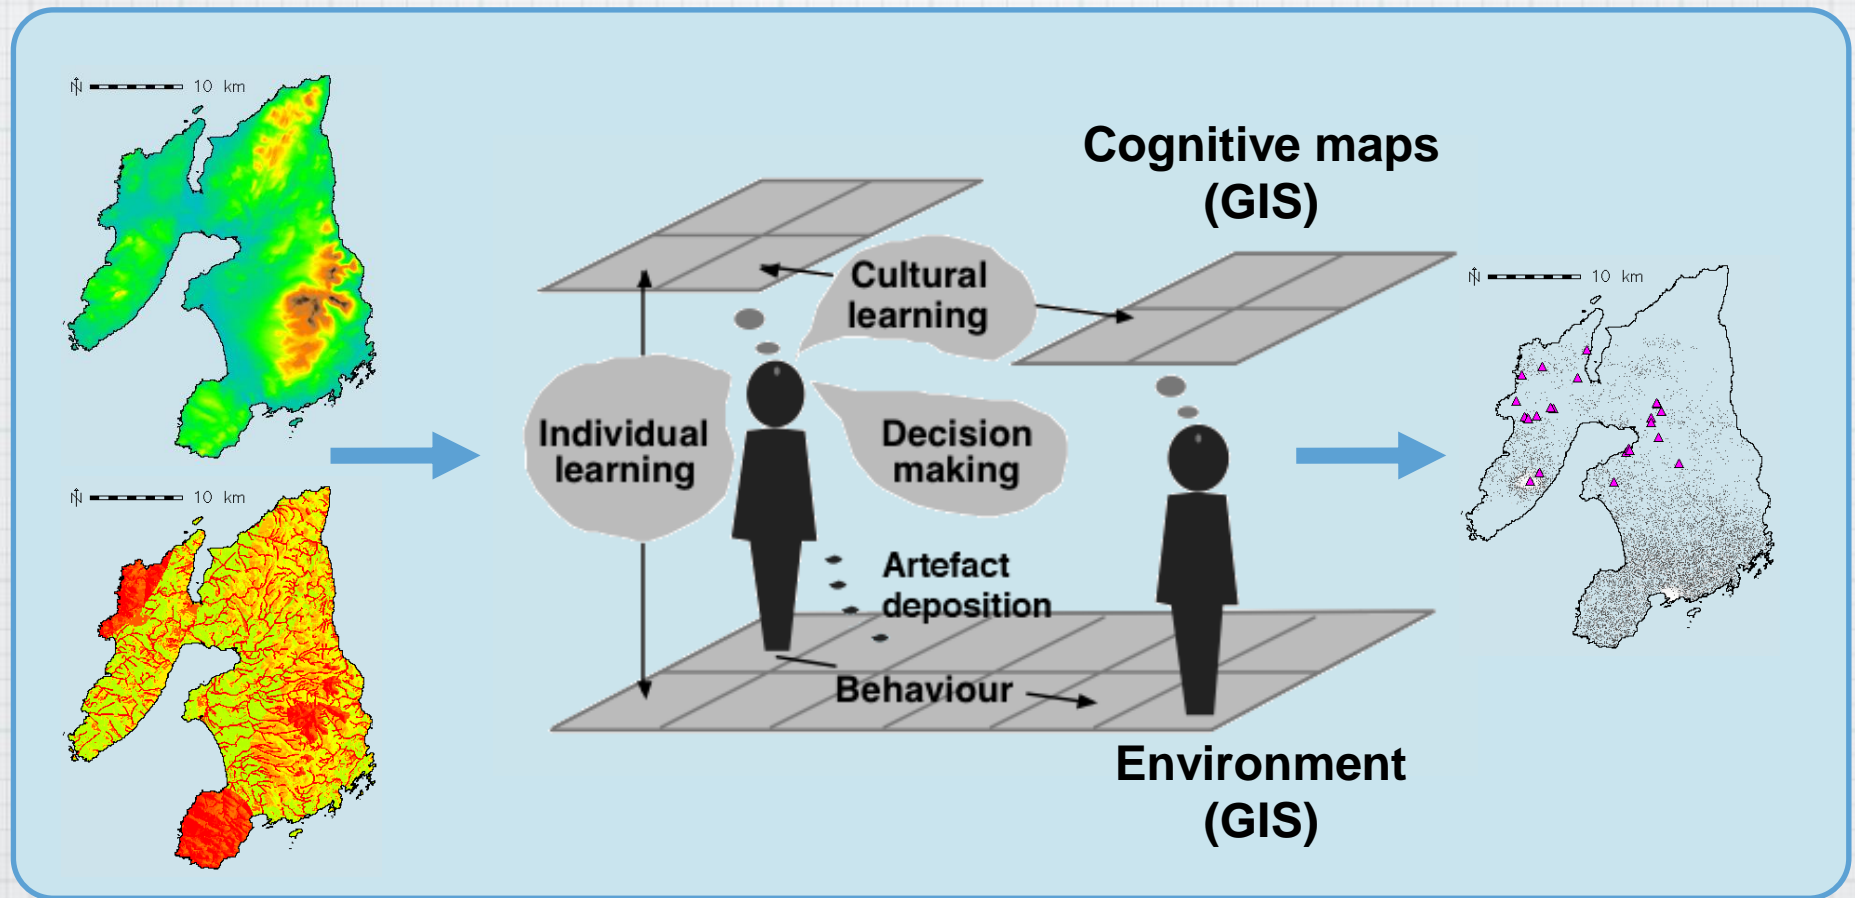 N 10 km
N 10 km
Cognitive maps
(GIS)
Cultural
learning
Individual
learning
Decision
making
Artefact
deposition
Behaviour
Environment
(GIS)
N 10 km